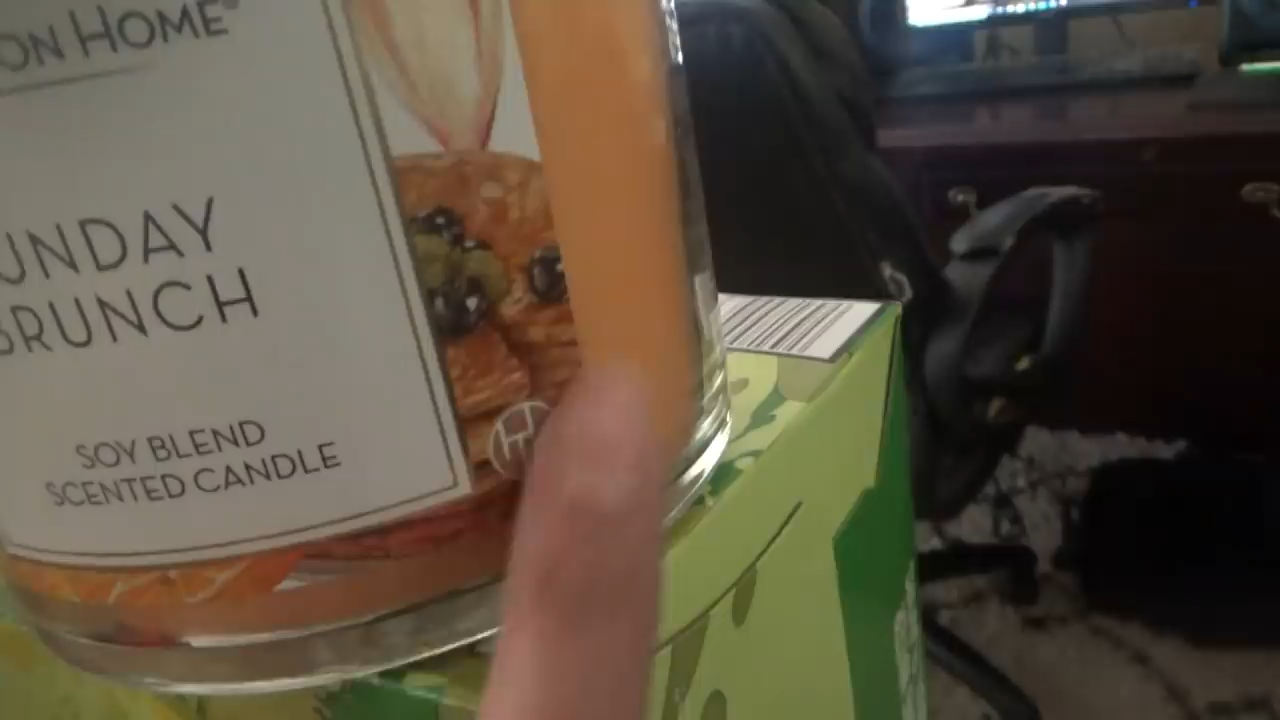 ON HOME®
UNDAY
BRUNCH
SOY BLEND
SCENTED CANDLE